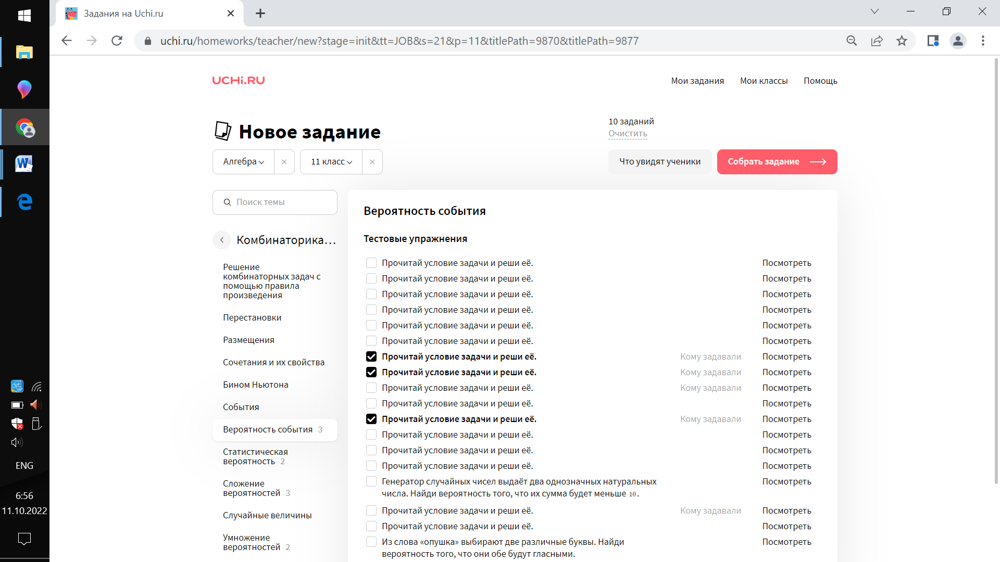 Задания на Uchi.ru
uchi.ru/homeworks/teacher/new?stage=init&tt=JOB&s=21&p=11&titlePath=9870&titlePath=9877
UCHi.RU
Мои задания
Мои классы
Помощь
Новое задание
10 заданий
Очистить
Алгебра
11 класс
Что увидят ученики
Собрать задание
Поиск темы
Комбинаторика...
Решение
комбинаторных задач с
помощью правила
произведения
Перестановки
Размещения
Сочетания и их свойства
Бином Ньютона
События
Вероятность события 3
Статистическая
вероятность 2
Сложение
вероятностей 3
Случайные величины
Умножение
вероятностей 2
Вероятность события
Тестовые упражнения
Прочитай условие задачи и реши её. Посмотреть
Прочитай условие задачи и реши её. Посмотреть
Прочитай условие задачи и реши её. Посмотреть
Прочитай условие задачи и реши её. Посмотреть
Прочитай условие задачи и реши её. Посмотреть
Прочитай условие задачи и реши её. Посмотреть
Прочитай условие задачи и реши её. Кому задавали Посмотреть
Прочитай условие задачи и реши её. Кому задавали Посмотреть
Прочитай условие задачи и реши её. Кому задавали Посмотреть
Прочитай условие задачи и реши её. Посмотреть
Прочитай условие задачи и реши её. Кому задавали Посмотреть
Прочитай условие задачи и реши её. Посмотреть
Прочитай условие задачи и реши её. Посмотреть
Прочитай условие задачи и реши её. Посмотреть
Генератор случайных чисел выдаёт два однозначных натуральных Посмотреть
числа. Найди вероятность того, что их сумма будет меньше 10.
Прочитай условие задачи и реши её. Кому задавали Посмотреть
Прочитай условие задачи и реши её. Посмотреть
Из слова «опушка» выбирают две различные буквы. Найди Посмотреть
вероятность того, что они обе будут гласными.
ENG
6:56
11.10.2022